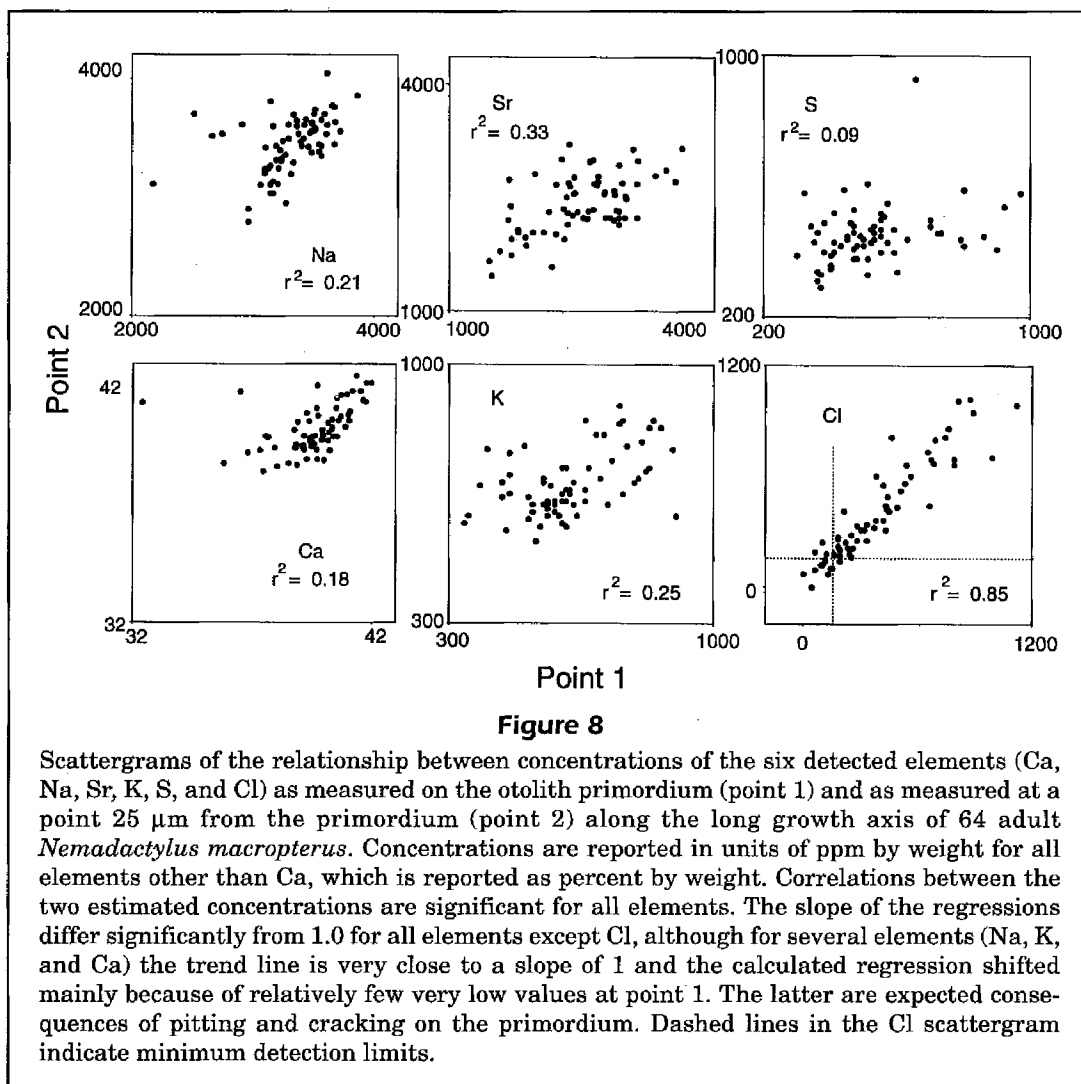 4000
Na
r² = 0.21
2000
2000
4000
4000
Sr
r² = 0.33
1000
1000
4000
1000
S
r² = 0.09
200
200
1000
Point 2
42
Ca
r² = 0.18
32
32
42
1000
K
r² = 0.25
300
300
1000
1200
Cl
0
r² = 0.85
0
1200
Point 1
Figure 8
Scattergrams of the relationship between concentrations of the six detected elements (Ca,
Na, Sr, K, S, and Cl) as measured on the otolith primordium (point 1) and as measured at a
point 25 μm from the primordium (point 2) along the long growth axis of 64 adult
Nemadactylus macropterus. Concentrations are reported in units of ppm by weight for all
elements other than Ca, which is reported as percent by weight. Correlations between the
two estimated concentrations are significant for all elements. The slope of the regressions
differ significantly from 1.0 for all elements except Cl, although for several elements (Na, K,
and Ca) the trend line is very close to a slope of 1 and the calculated regression shifted
mainly because of relatively few very low values at point 1. The latter are expected conse-
quences of pitting and cracking on the primordium. Dashed lines in the Cl scattergram
indicate minimum detection limits.